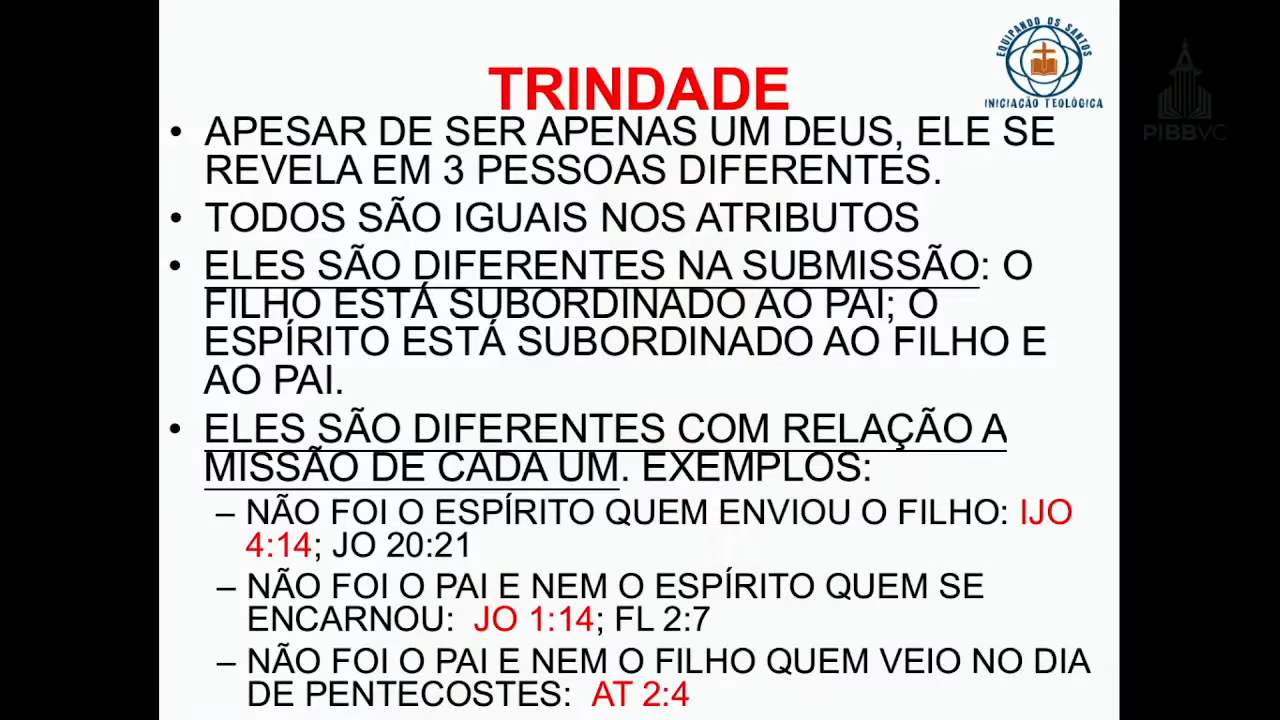 EQUIPANDO OS SANTOS
INICIAÇÃO TEOLÓGICA
PIBBVC
TRINDADE
• APESAR DE SER APENAS UM DEUS, ELE SE
REVELA EM 3 PESSOAS DIFERENTES.
• TODOS SÃO IGUAIS NOS ATRIBUTOS
• ELES SÃO DIFERENTES NA SUBMISSÃO: O
FILHO ESTÁ SUBORDINADO AO PAI; O
ESPÍRITO ESTÁ SUBORDINADO AO FILHO E
AO PAI.
• ELES SÃO DIFERENTES COM RELAÇÃO A
MISSÃO DE CADA UM. EXEMPLOS:
– NÃO FOI O ESPÍRITO QUEM ENVIOU O FILHO: IJO
4:14; JO 20:21
– NÃO FOI O PAI E NEM O ESPÍRITO QUEM SE
ENCARNOU: JO 1:14; FL 2:7
– NÃO FOI O PAI E NEM O FILHO QUEM VEIO NO DIA
DE PENTECOSTES: AT 2:4